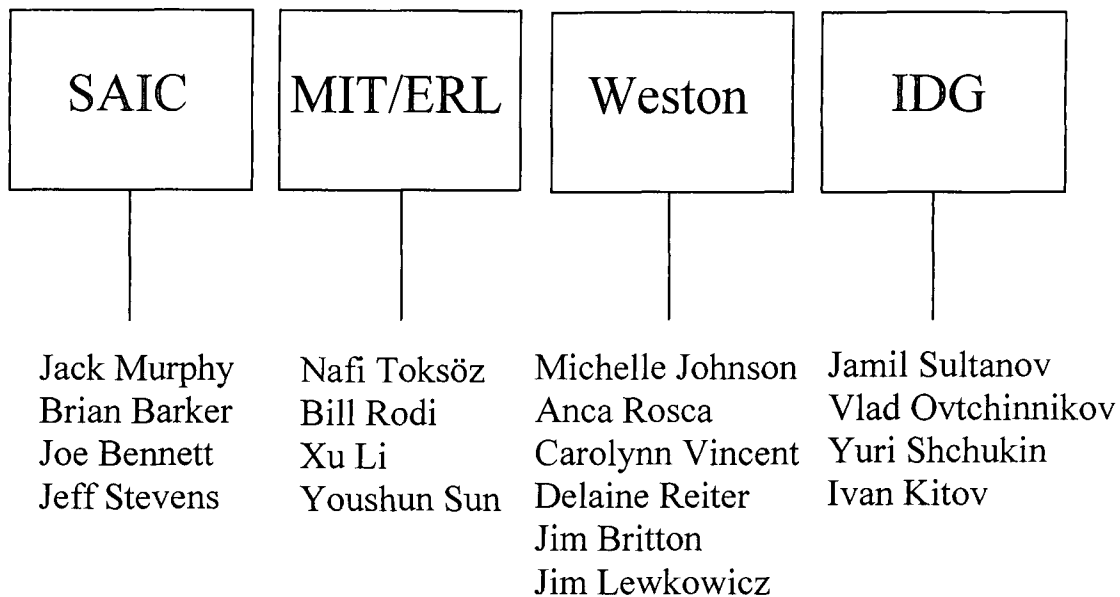 SAIC
MIT/ERL
Weston
IDG
Jack Murphy
Brian Barker
Joe Bennett
Jeff Stevens
Nafi Toksöz
Bill Rodi
Xu Li
Youshun Sun
Michelle Johnson
Anca Rosca
Carolynn Vincent
Delaine Reiter
Jim Britton
Jim Lewkowicz
Jamil Sultanov
Vlad Ovtchinnikov
Yuri Shchukin
Ivan Kitov